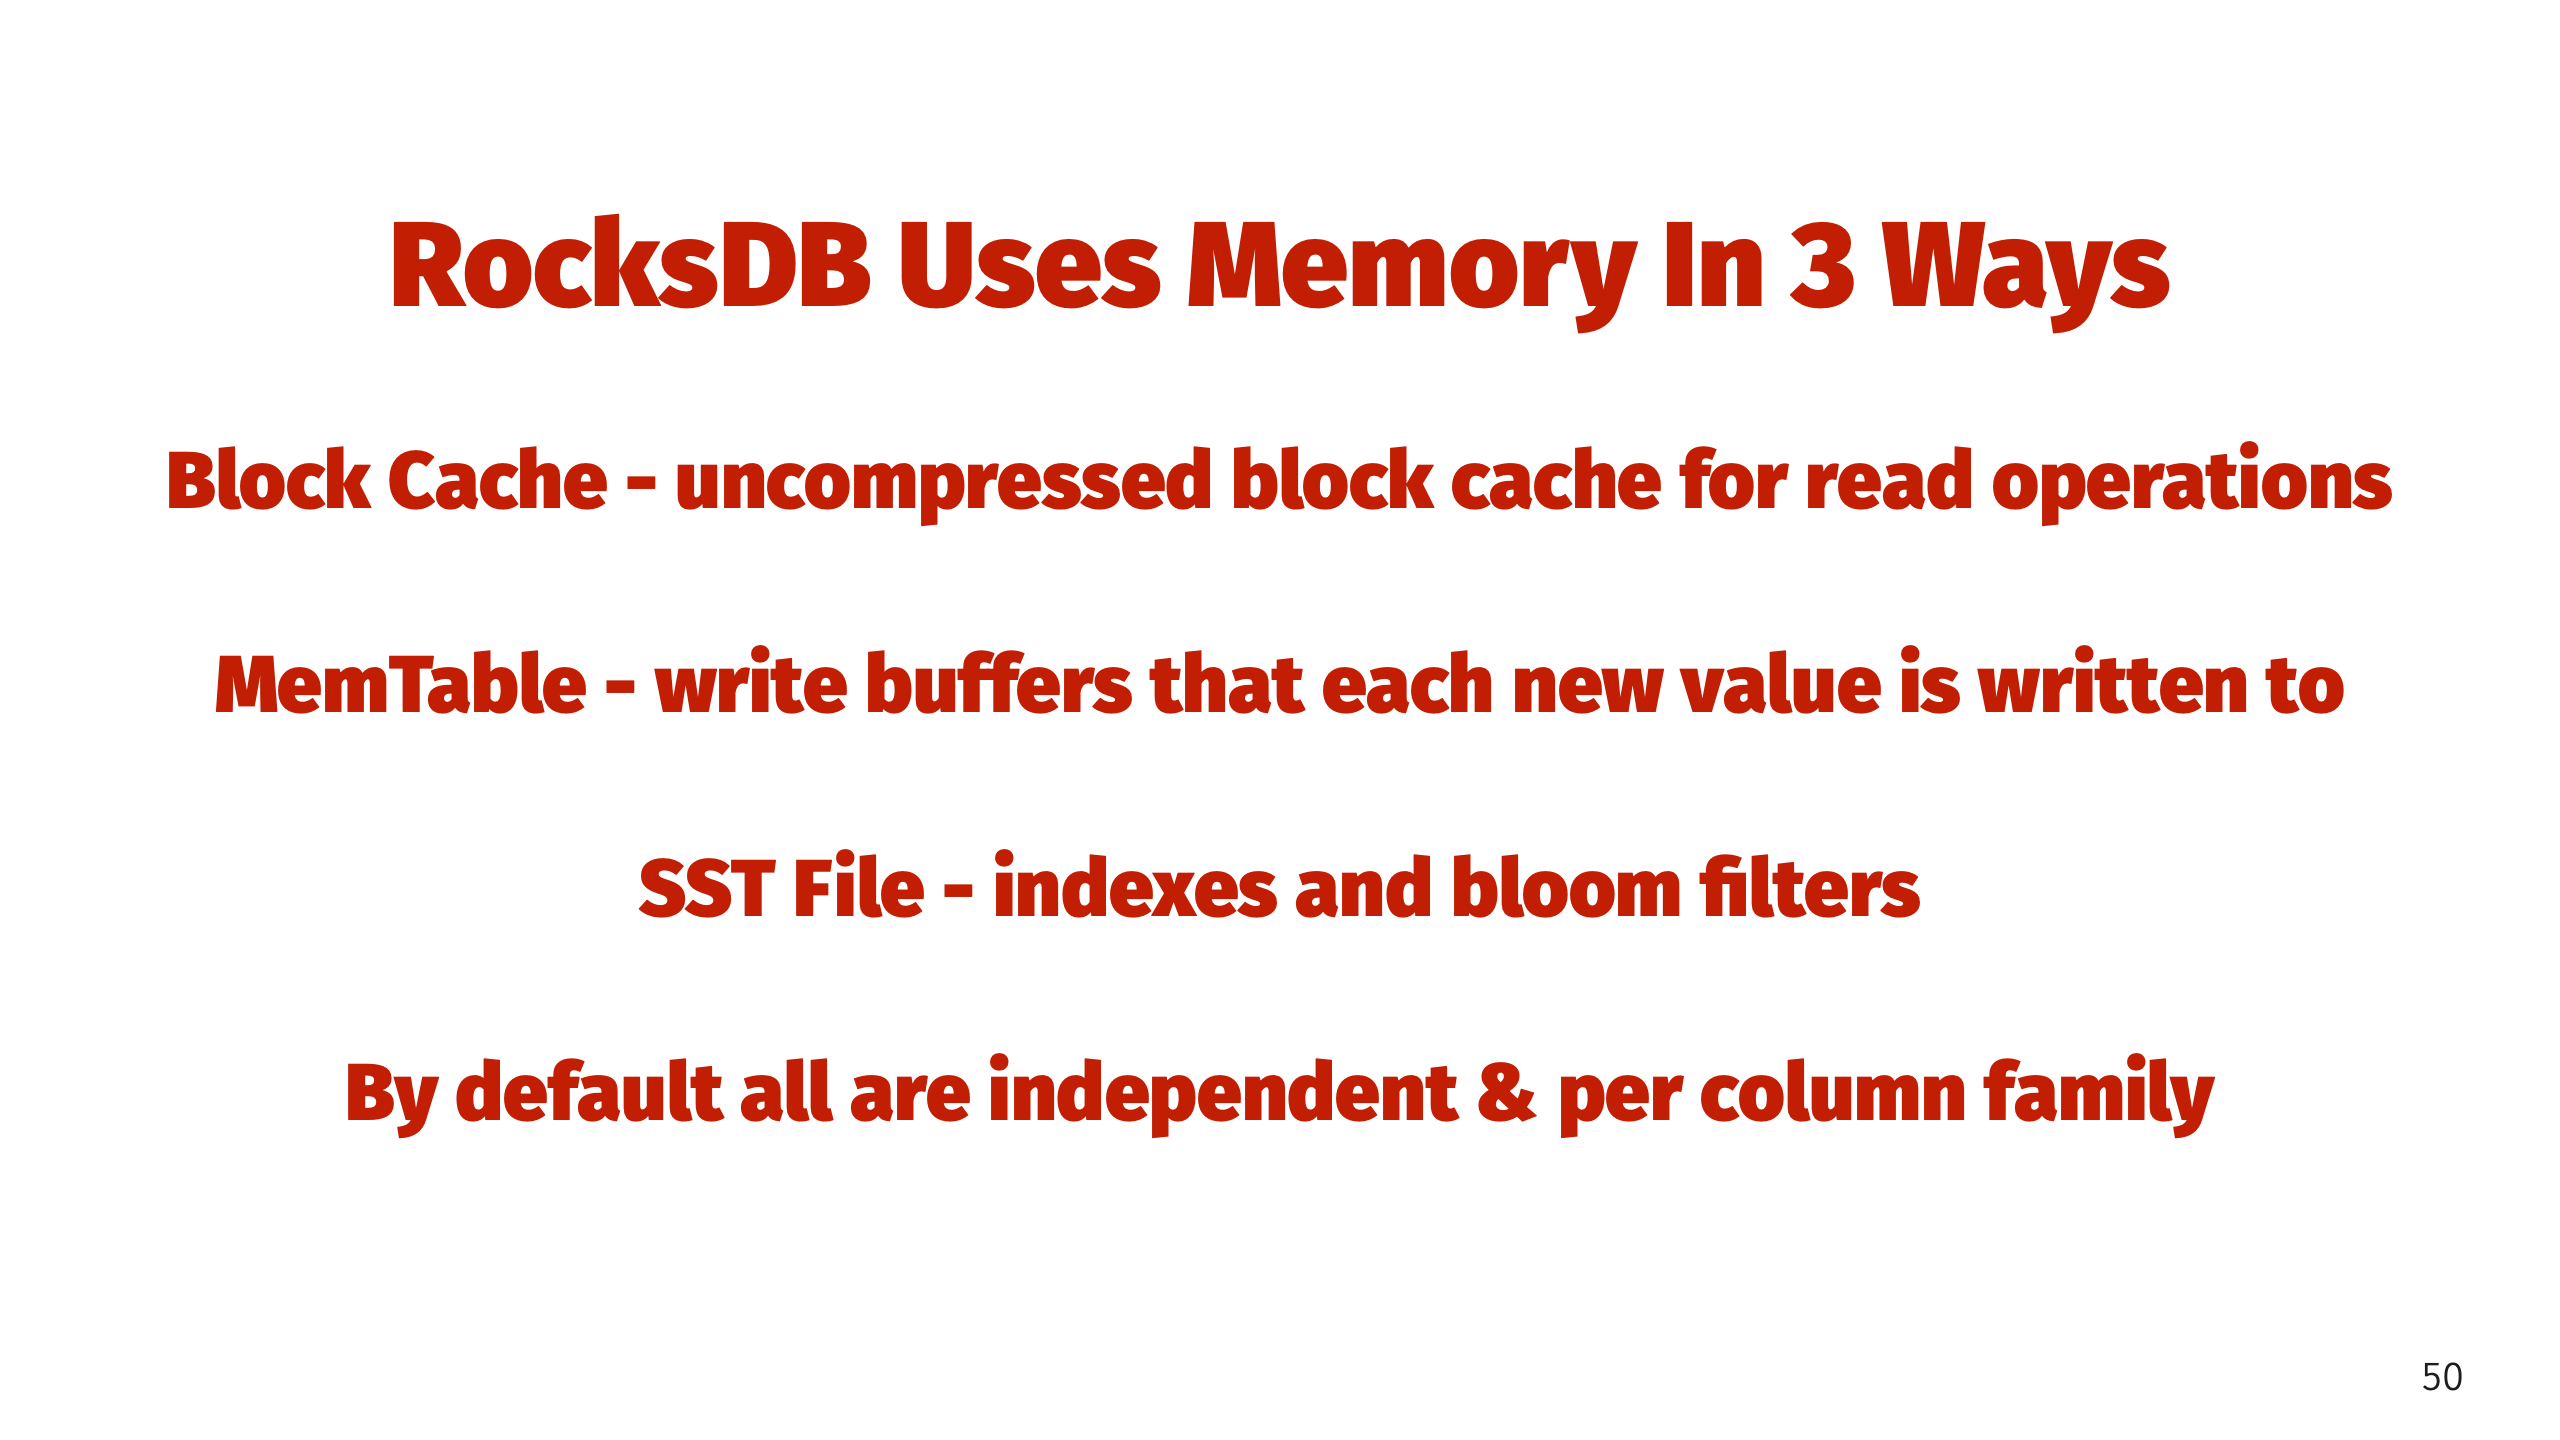 RocksDB Uses Memory In 3 Ways
Block Cache - uncompressed block cache for read operations
MemTable - write buffers that each new value is written to
SST File - indexes and bloom filters
By default all are independent & per column family
50